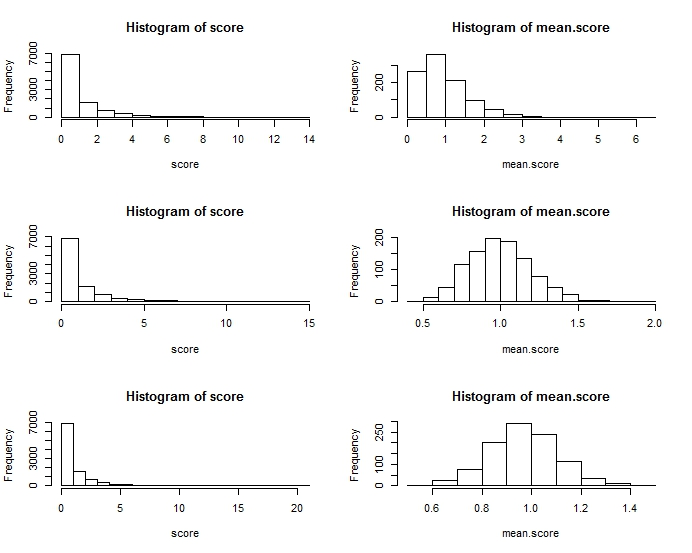 Histogram of score
Frequency
0 3000 7000
0 2 4 6 8 10 12 14
score
Histogram of mean.score
Frequency
0 200
0 1 2 3 4 5 6
mean.score
Histogram of score
Frequency
0 3000 7000
0 5 10 15
score
Histogram of mean.score
Frequency
0 100 200
0.5 1.0 1.5 2.0
mean.score
Histogram of score
Frequency
0 3000 7000
0 5 10 15 20
score
Histogram of mean.score
Frequency
0 100 250
0.6 0.8 1.0 1.2 1.4
mean.score